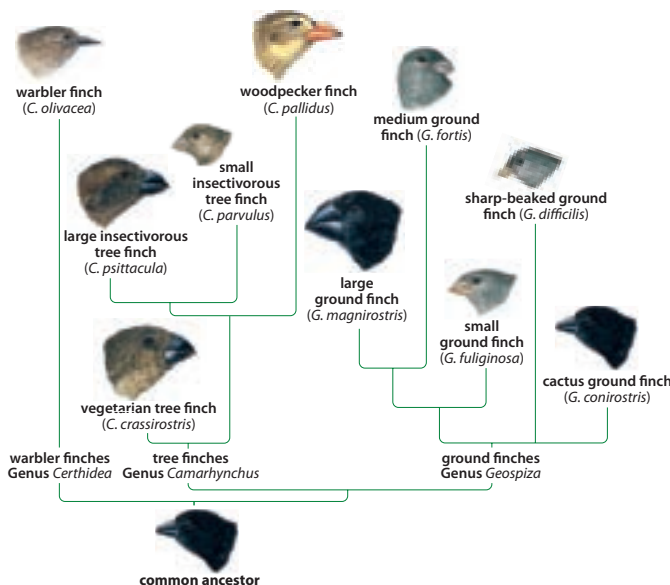 warbler finch
(C. olivacea)
woodpecker finch
(C. pallidus)
medium ground
finch (G. fortis)
small
insectivorous
tree finch
(C. parvulus)
sharp-beaked ground
finch (G. difficilis)
large insectivorous
tree finch
(C. psittacula)
large
ground finch
(G. magnirostris)
small
ground finch
(G. fuliginosa)
cactus ground finch
(G. conirostris)
vegetarian tree finch
(C. crassirostris)
warbler finches
Genus Certhidea
tree finches
Genus Camarhynchus
ground finches
Genus Geospiza
common ancestor